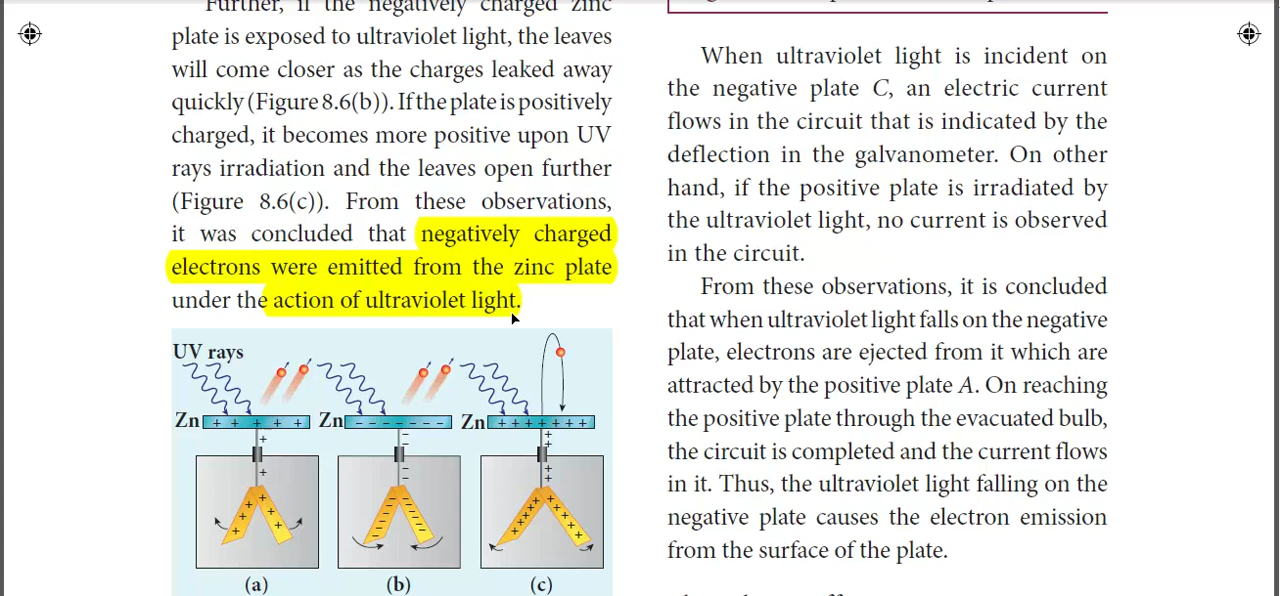 Further, if the negatively charged zinc
plate is exposed to ultraviolet light, the leaves
will come closer as the charges leaked away
quickly (Figure 8.6(b)). If the plate is positively
charged, it becomes more positive upon UV
rays irradiation and the leaves open further
(Figure 8.6(c)). From these observations,
it was concluded that negatively charged
electrons were emitted from the zinc plate
under the action of ultraviolet light.
UV rays
Zn + + + + +
Zn - - - - - - -
Zn + + + + + + +
(a)
(b)
(c)
When ultraviolet light is incident on
the negative plate C, an electric current
flows in the circuit that is indicated by the
deflection in the galvanometer. On other
hand, if the positive plate is irradiated by
the ultraviolet light, no current is observed
in the circuit.
From these observations, it is concluded
that when ultraviolet light falls on the negative
plate, electrons are ejected from it which are
attracted by the positive plate A. On reaching
the positive plate through the evacuated bulb,
the circuit is completed and the current flows
in it. Thus, the ultraviolet light falling on the
negative plate causes the electron emission
from the surface of the plate.